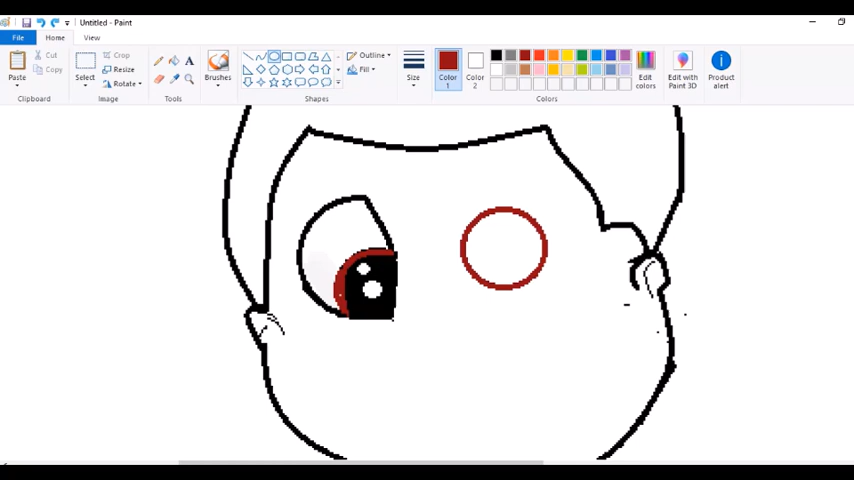 Untitled - Paint
File
Home
View
Paste
Cut
Copy
Clipboard
Select
Crop
Resize
Rotate
Image
A
Tools
Brushes
Outline
Fill
Shapes
Size
Color
1
Color
2
Edit
colors
Colors
Edit with
Paint 3D
Product
alert